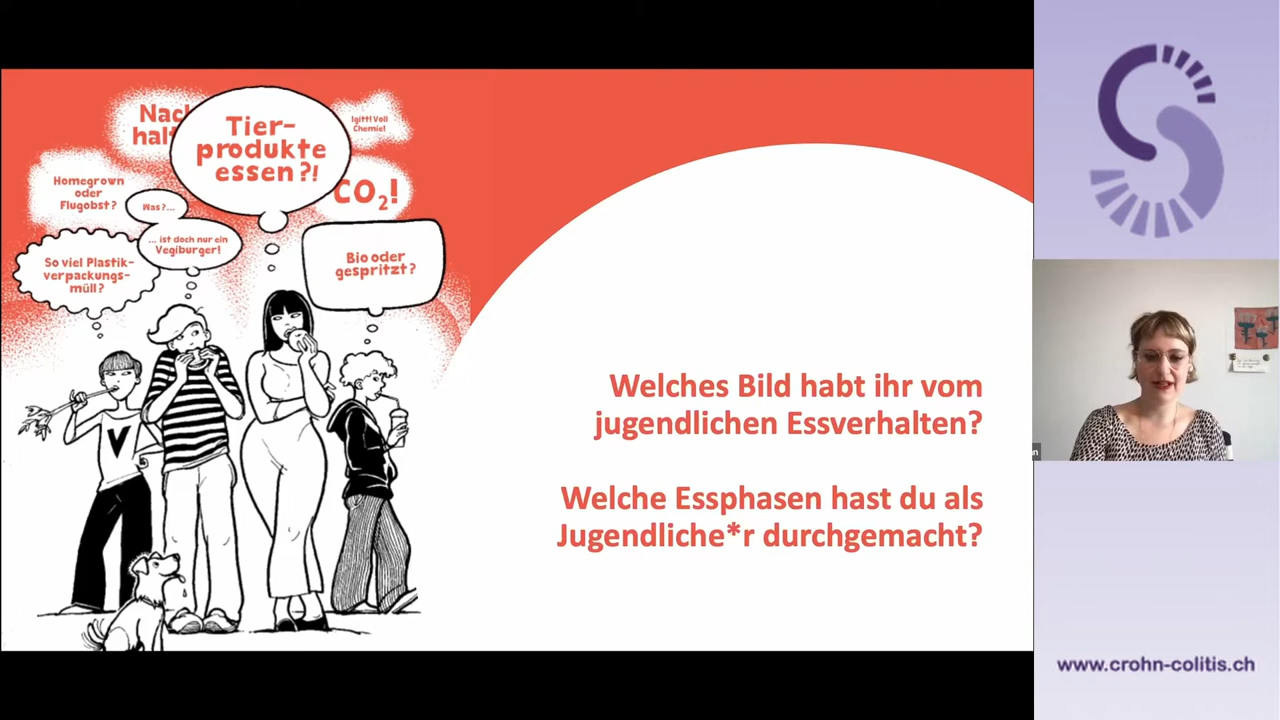 Nach
halt
Tier-
produkte
essen?!
Igitt! Voll
Chemie!
CO₂!
Homegrown
oder
Flugobst?
Was?...
... ist doch nur ein
Vegiburger!
So viel Plastik-
verpackungs-
müll?
Bio oder
gespritzt?
V
Welches Bild habt ihr vom
jugendlichen Essverhalten?
Welche Essphasen hast du als
Jugendliche*r durchgemacht?
www.crohn-colitis.ch